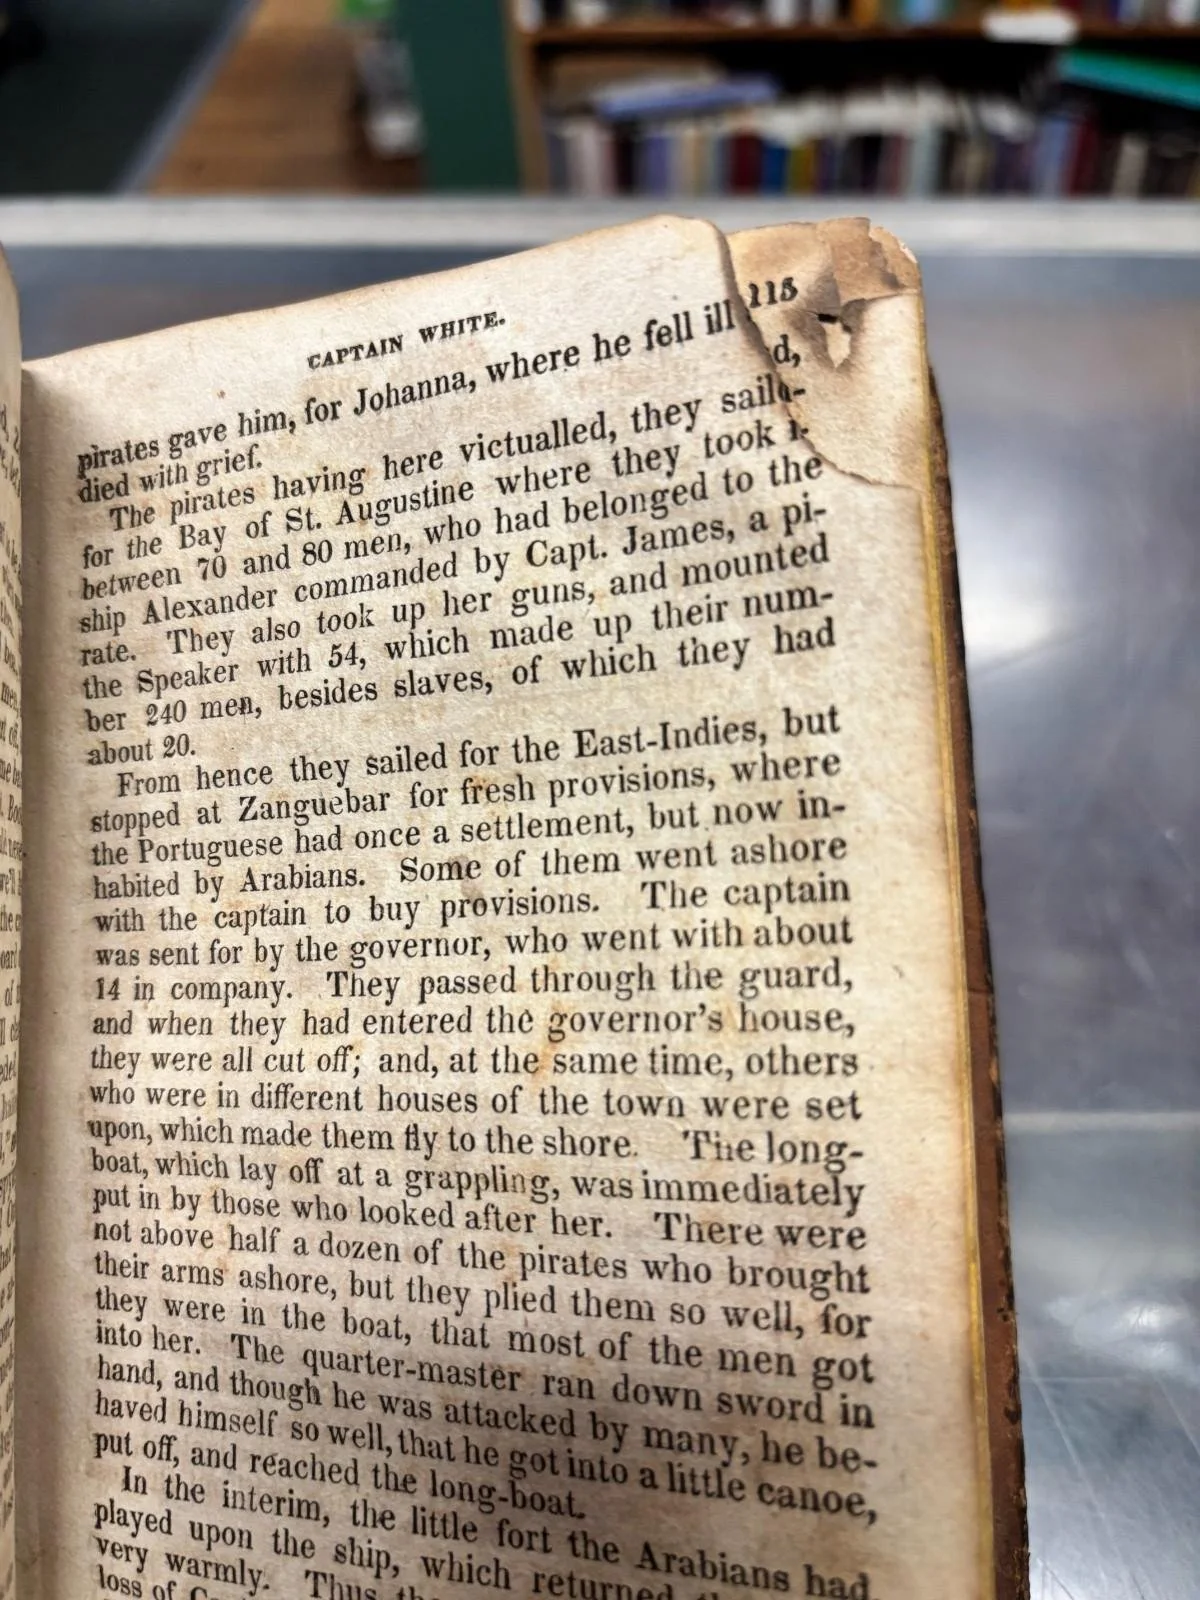 CAPTAIN WHITE. 115
pirates gave him, for Johanna, where he fell ill d,
died with grief.
The pirates having here victualled, they sail
for the Bay of St. Augustine where they took
between 70 and 80 men, who had belonged to the
ship Alexander commanded by Capt. James, a pi-
rate. They also took up her guns, and mounted
the Speaker with 54, which made up their num-
ber 240 men, besides slaves, of which they had
about 20.
From hence they sailed for the East-Indies, but
stopped at Zanguebar for fresh provisions, where
the Portuguese had once a settlement, but now in-
habited by Arabians. Some of them went ashore
with the captain to buy provisions. The captain
was sent for by the governor, who went with about
14 in company. They passed through the guard,
and when they had entered the governor's house,
they were all cut off; and, at the same time, others
who were in different houses of the town were set
upon, which made them fly to the shore. The long-
boat, which lay off at a grappling, was immediately
put in by those who looked after her. There were
not above half a dozen of the pirates who brought
their arms ashore, but they plied them so well, for
they were in the boat, that most of the men got
into her. The quarter-master ran down sword in
hand, and though he was attacked by many, he be-
haved himself so well, that he got into a little canoe,
put off, and reached the long-boat.
In the interim, the little fort the Arabians had,
played upon the ship, which returned
very warmly. Thus
loss of